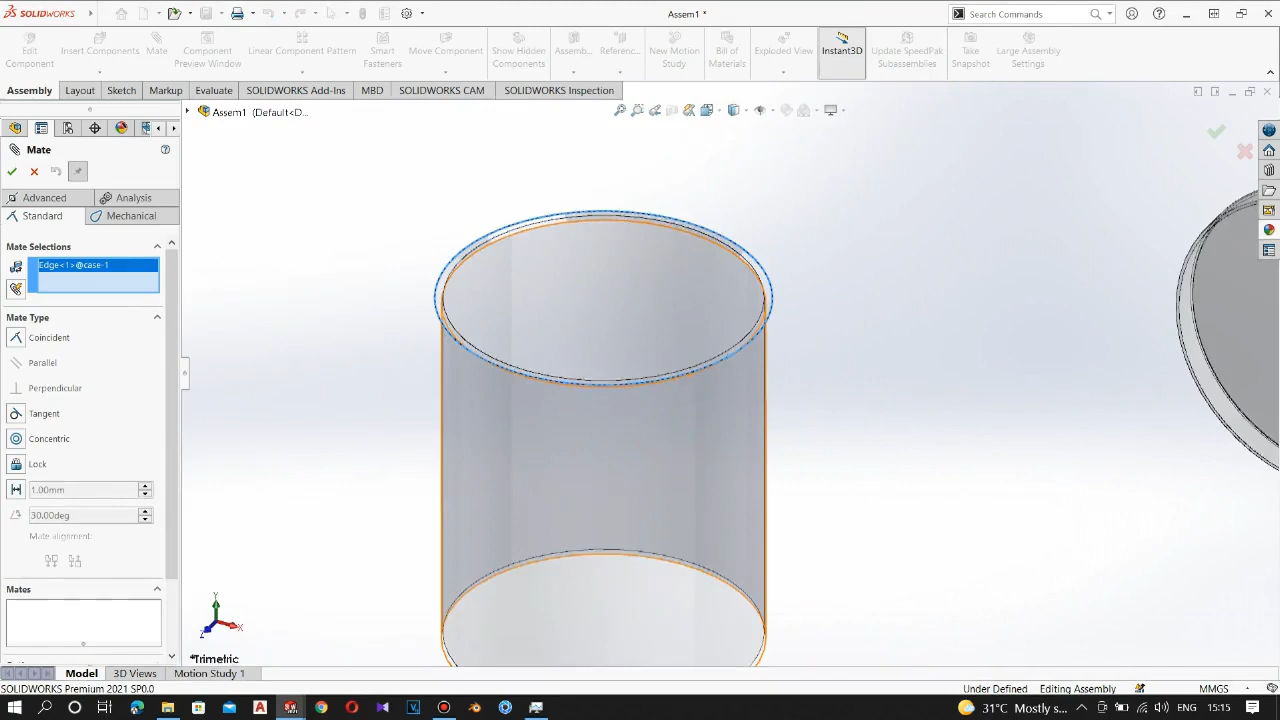 SOLIDWORKS
Assem1 *
Search Commands
Edit Component
Insert Components
Mate
Component Preview Window
Linear Component Pattern
Smart Fasteners
Move Component
Show Hidden Components
Assemb...
Referenc...
New Motion Study
Bill of Materials
Exploded View
Instant3D
Update SpeedPak Subassemblies
Take Snapshot
Large Assembly Settings
Assembly
Layout
Sketch
Markup
Evaluate
SOLIDWORKS Add-Ins
MBD
SOLIDWORKS CAM
SOLIDWORKS Inspection
Assem1 (Default<D...
Mate
Advanced
Analysis
Standard
Mechanical
Mate Selections
Edge<1>@case-1
Mate Type
Coincident
Parallel
Perpendicular
Tangent
Concentric
Lock
1.00mm
30.00deg
Mate alignment:
Mates
Y
X
Z
*Trimetric
Model
3D Views
Motion Study 1
SOLIDWORKS Premium 2021 SP0.0
Under Defined
Editing Assembly
MMGS
31°C Mostly s...
ENG
15:15